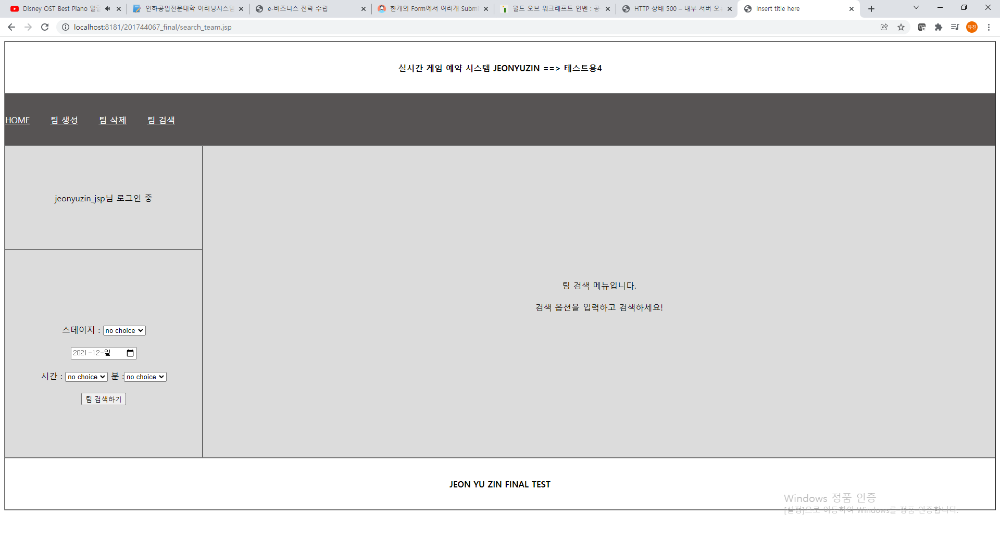 Disney OST Best Piano 일할
인하공업전문대학 이러닝시스템
e-비즈니스 전략 수립
한개의 Form에서 여러개 Submi
월드 오브 워크래프트 인벤 : 공
HTTP 상태 500 – 내부 서버 오류
Insert title here
localhost:8181/201744067_final/search_team.jsp
유진
실시간 게임 예약 시스템 JEONYUZIN ==> 테스트용4
HOME 팀 생성 팀 삭제 팀 검색
jeonyuzin_jsp님 로그인 중
팀 검색 메뉴입니다.
검색 옵션을 입력하고 검색하세요!
스테이지 : no choice
2021-12-일
시간 : no choice 분 :no choice
팀 검색하기
JEON YU ZIN FINAL TEST
Windows 정품 인증
[설정]으로 이동하여 Windows를 정품 인증합니다.